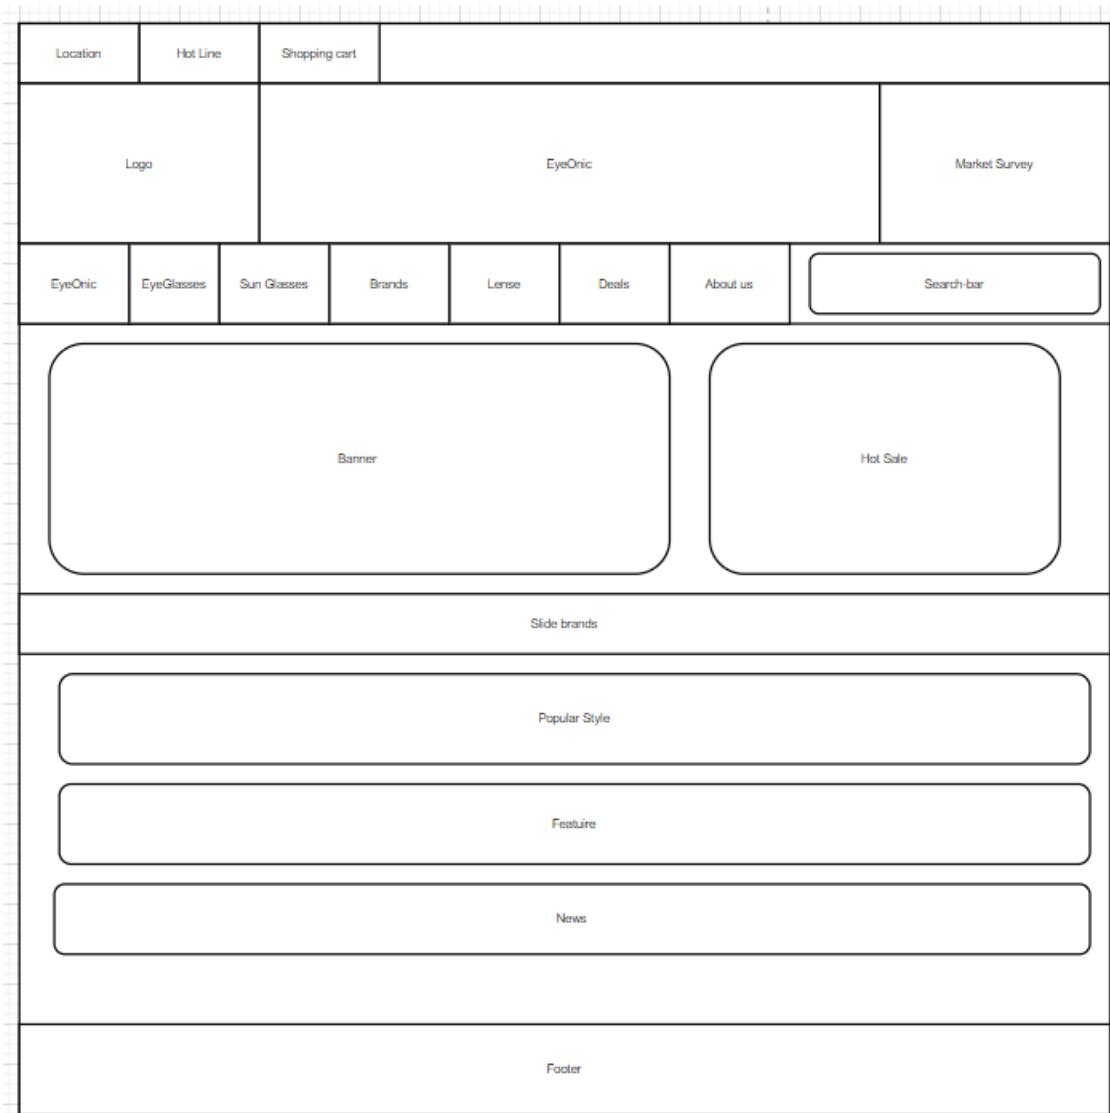 Location
Hot Line
Shopping cart
Logo
EyeOnic
Market Survey
EyeOnic
EyeGlasses
Sun Glasses
Brands
Lense
Deals
About us
Search-bar
Banner
Hot Sale
Slide brands
Popular Style
Featuire
News
Footer